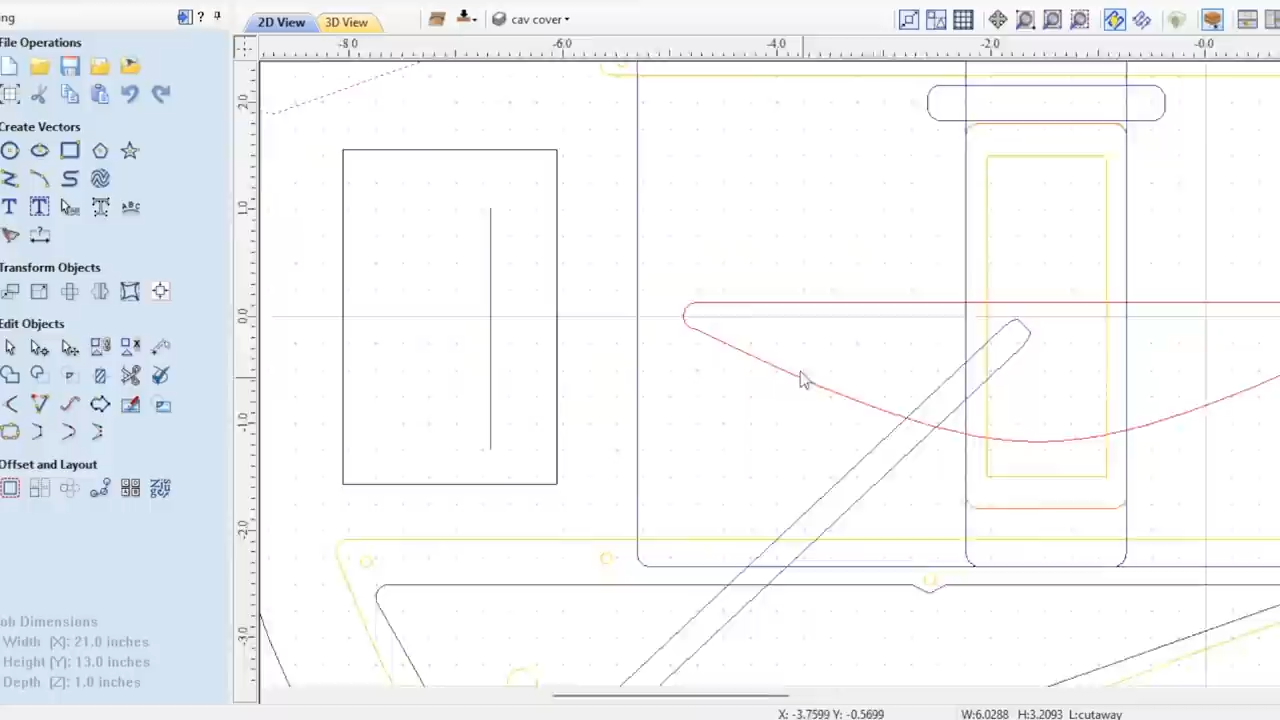 ng
?
2D View
3D View
cav cover
File Operations
-8.0
-6.0
-4.0
-2.0
-0.0
2.0
1.0
0.0
-1.0
-2.0
-3.0
Create Vectors
Transform Objects
Edit Objects
Offset and Layout
ob Dimensions
Width (X): 21.0 inches
Height (Y): 13.0 inches
Depth (Z): 1.0 inches
X: -3.7599 Y: -0.5699
W:6.0288 H:3.2093 L:cutaway